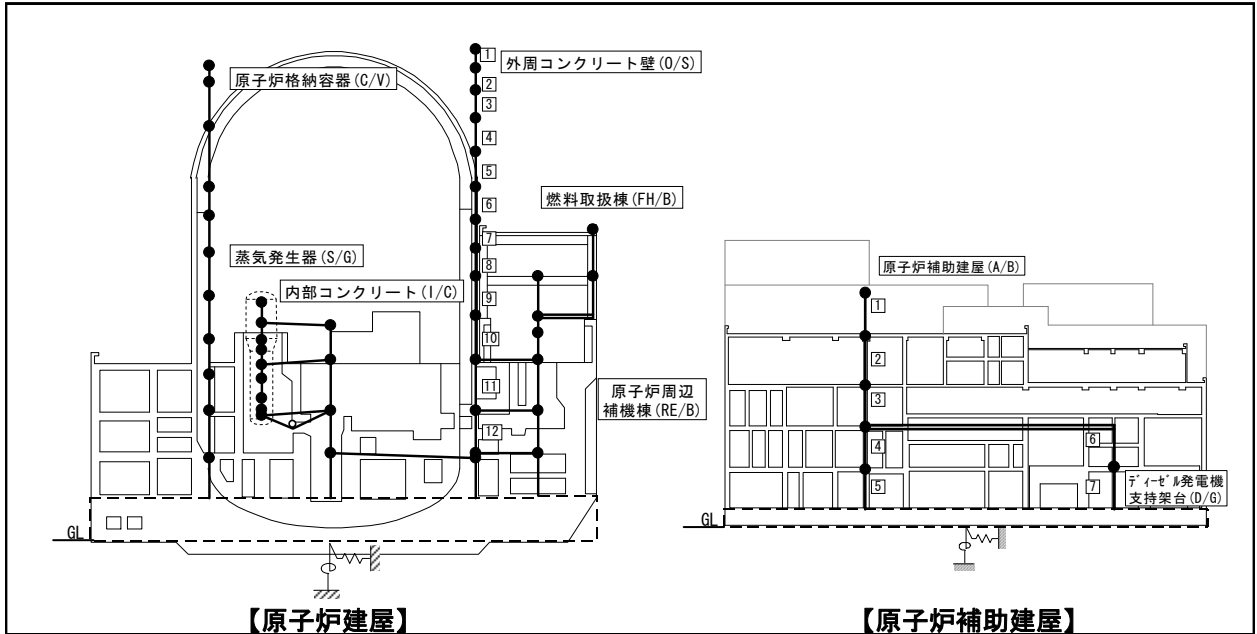 原子炉格納容器(C/V)
外周コンクリート壁(O/S)
燃料取扱棟(FH/B)
蒸気発生器(S/G)
内部コンクリート(I/C)
原子炉周辺
補機棟(RE/B)
1
2
3
4
5
6
7
8
9
10
11
12
GL
【原子炉建屋】
原子炉補助建屋(A/B)
1
2
3
4
5
6
7
ディーゼル発電機
支持架台(D/G)
GL
【原子炉補助建屋】